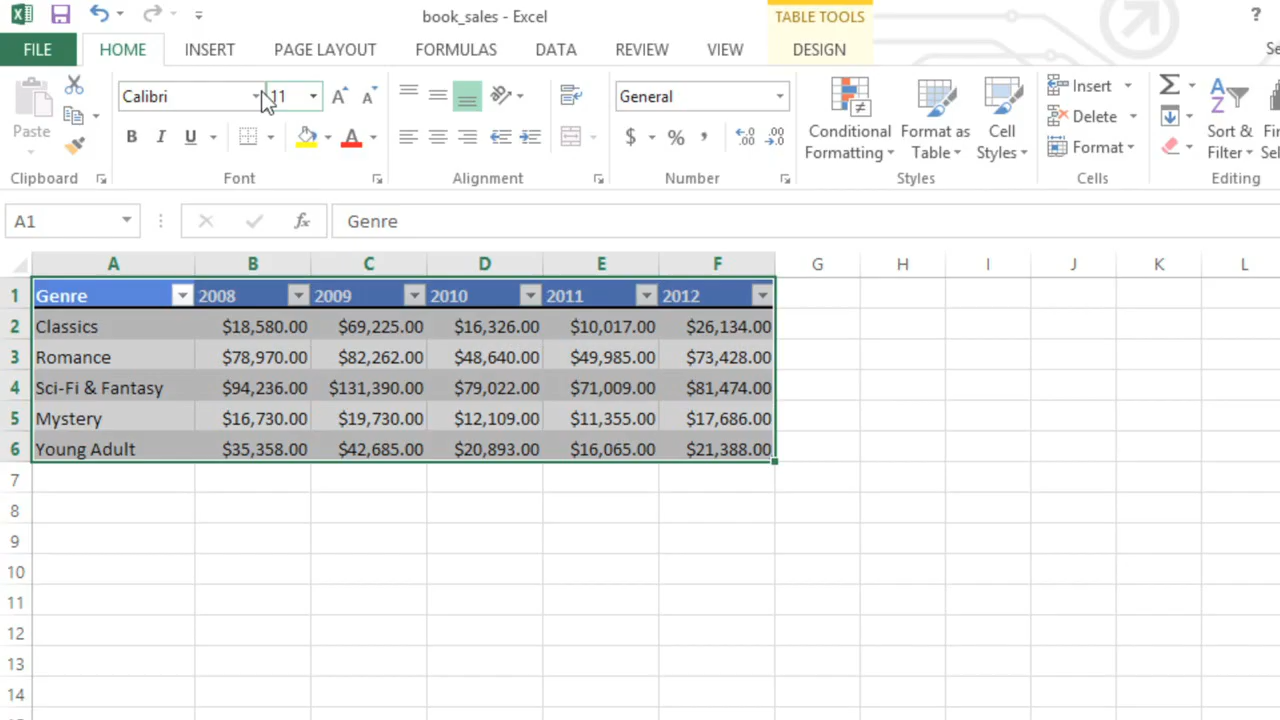 book_sales - Excel
TABLE TOOLS
?
FILE HOME INSERT PAGE LAYOUT FORMULAS DATA REVIEW VIEW DESIGN
Calibri 11 General
Insert
Delete
Format
Paste
B I U A $ % ,
Conditional Formatting
Format as Table
Cell Styles
Sort & Filter
Clipboard Font Alignment Number Styles Cells Editing
A1 fx Genre
A B C D E F G H I J K L
1 Genre 2008 2009 2010 2011 2012
2 Classics $18,580.00 $69,225.00 $16,326.00 $10,017.00 $26,134.00
3 Romance $78,970.00 $82,262.00 $48,640.00 $49,985.00 $73,428.00
4 Sci-Fi & Fantasy $94,236.00 $131,390.00 $79,022.00 $71,009.00 $81,474.00
5 Mystery $16,730.00 $19,730.00 $12,109.00 $11,355.00 $17,686.00
6 Young Adult $35,358.00 $42,685.00 $20,893.00 $16,065.00 $21,388.00
7
8
9
10
11
12
13
14